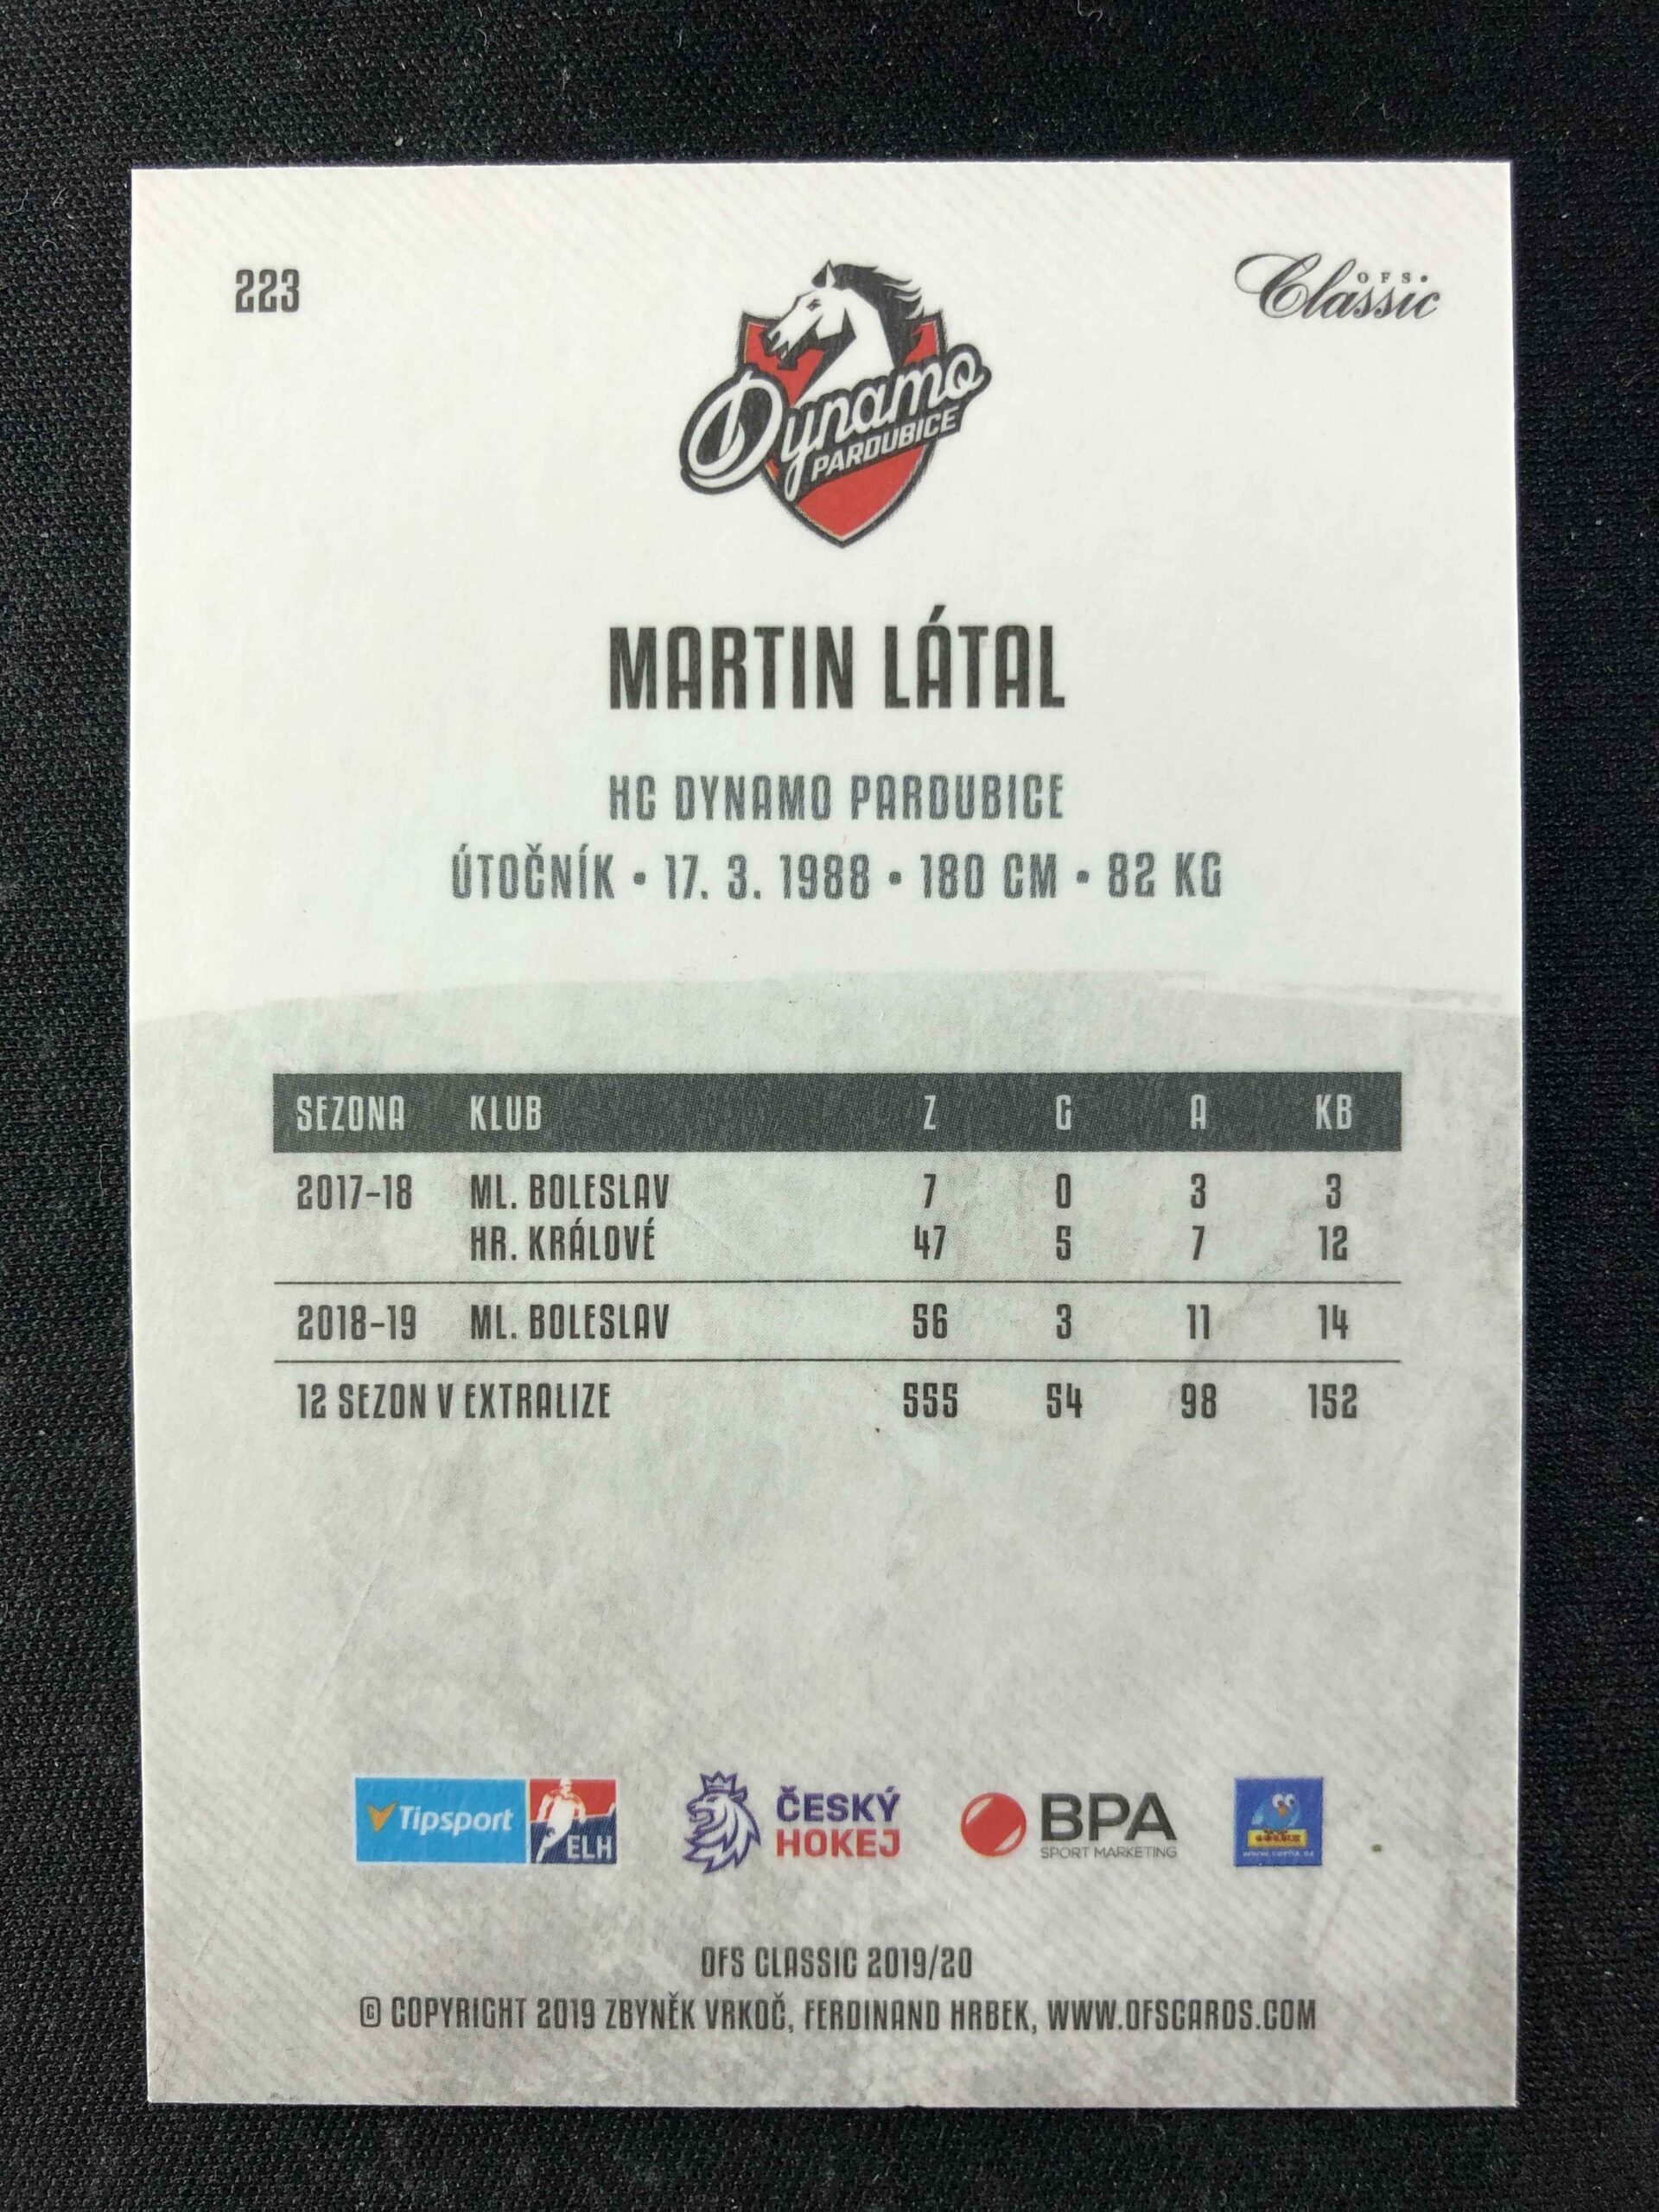 223
OFS
Classic
Dynamo
PARDUBICE
MARTIN LÁTAL
HC DYNAMO PARDUBICE
ÚTOČNÍK • 17. 3. 1988 • 180 CM • 82 KG
SEZONA KLUB Z G A KB
2017-18 ML. BOLESLAV 7 0 3 3
HR. KRÁLOVÉ 47 5 7 12
2018-19 ML. BOLESLAV 56 3 11 14
12 SEZON V EXTRALIZE 555 54 98 152
Tipsport ELH
ČESKÝ
HOKEJ
BPA
SPORT MARKETING
OFS CLASSIC 2019/20
© COPYRIGHT 2019 ZBYNĚK VRKOČ, FERDINAND HRBEK, WWW.OFSCARDS.COM